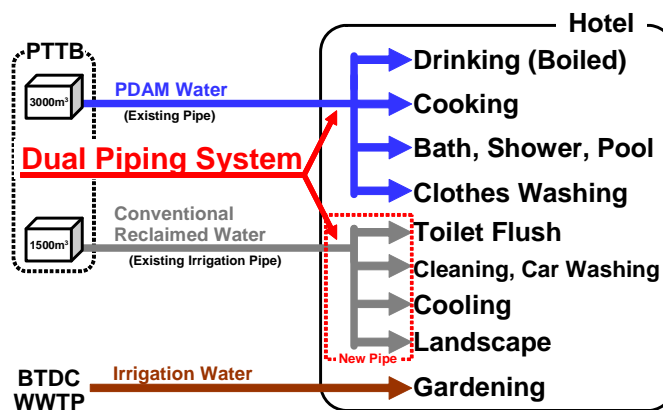 Hotel
PTTB
3000m³
PDAM Water
(Existing Pipe)
Drinking (Boiled)
Cooking
Bath, Shower, Pool
Clothes Washing
Dual Piping System
1500m³
Conventional
Reclaimed Water
(Existing Irrigation Pipe)
Toilet Flush
Cleaning, Car Washing
Cooling
Landscape
New Pipe
BTDC
WWTP
Irrigation Water
Gardening